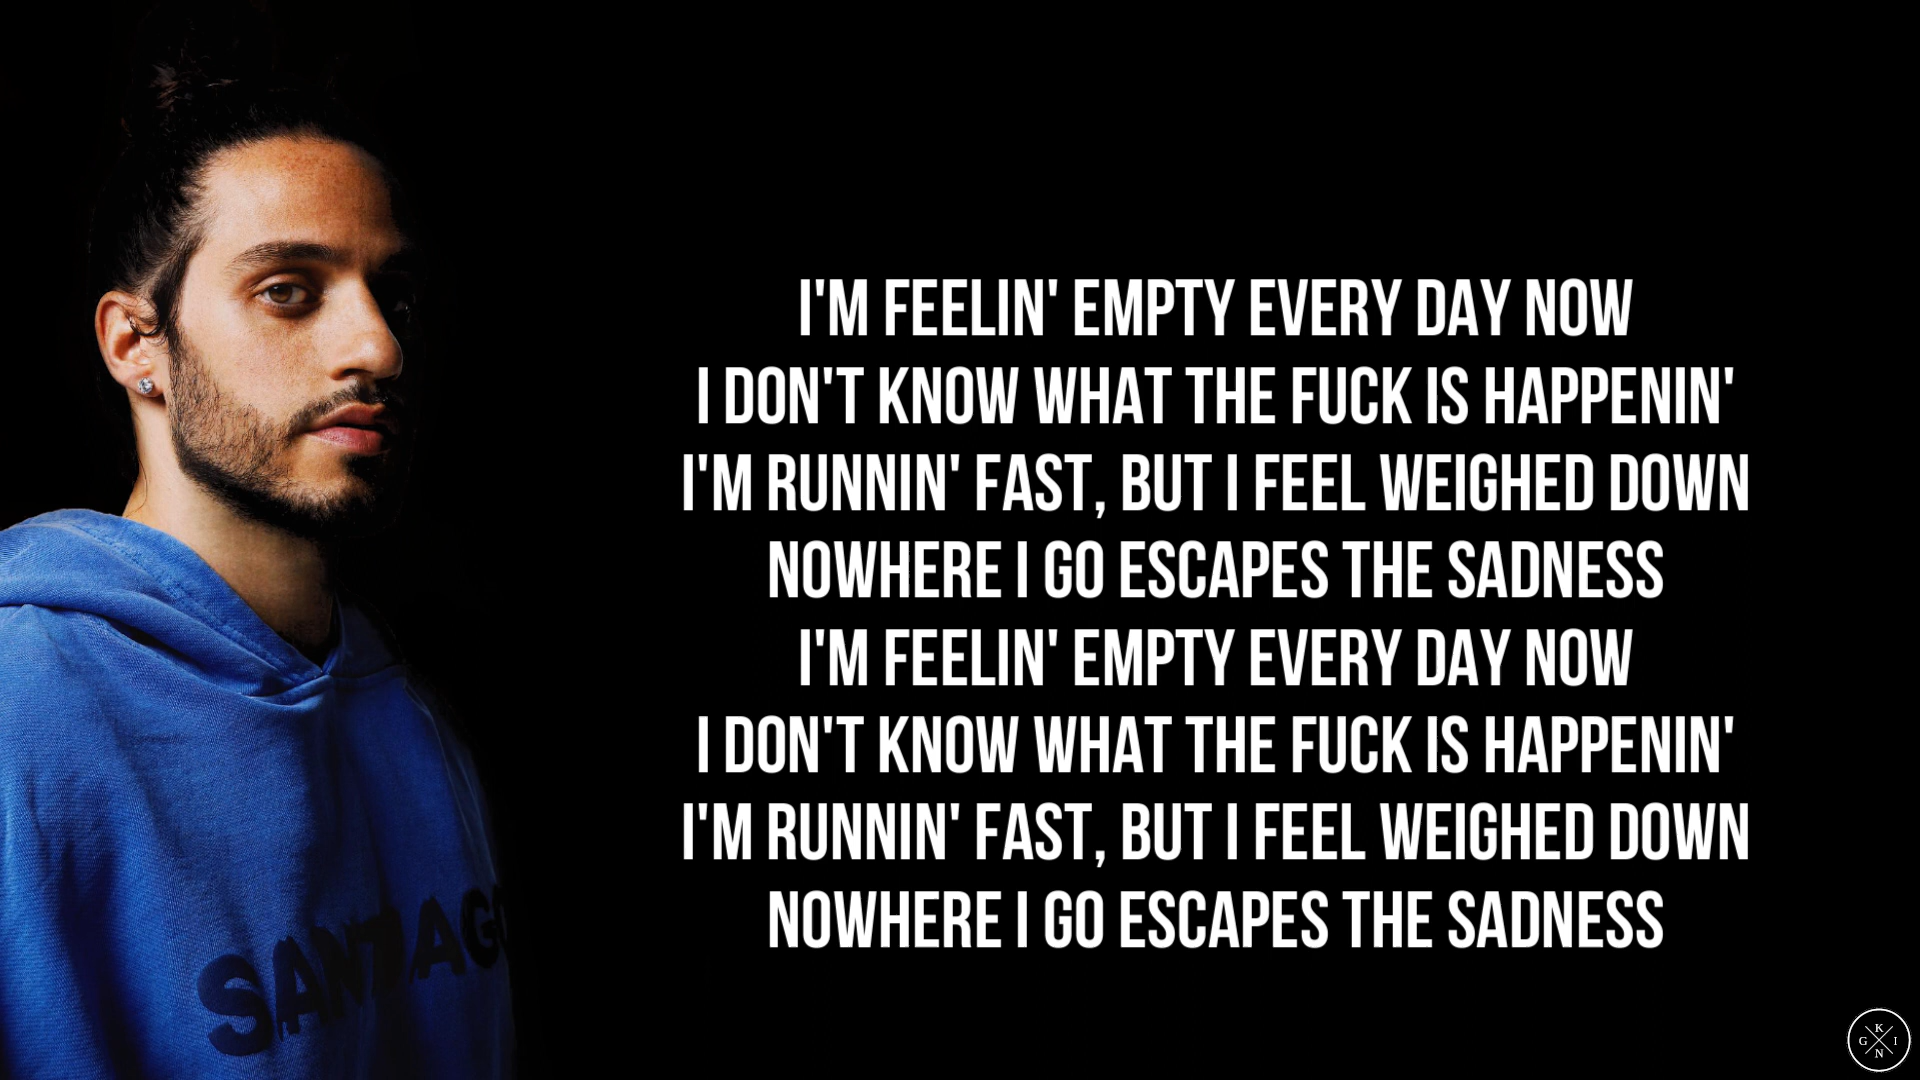 I'M FEELIN' EMPTY EVERY DAY NOW
I DON'T KNOW WHAT THE FUCK IS HAPPENIN'
I'M RUNNIN' FAST, BUT I FEEL WEIGHED DOWN
NOWHERE I GO ESCAPES THE SADNESS
I'M FEELIN' EMPTY EVERY DAY NOW
I DON'T KNOW WHAT THE FUCK IS HAPPENIN'
I'M RUNNIN' FAST, BUT I FEEL WEIGHED DOWN
NOWHERE I GO ESCAPES THE SADNESS
SANTIAGO
K
G I
N